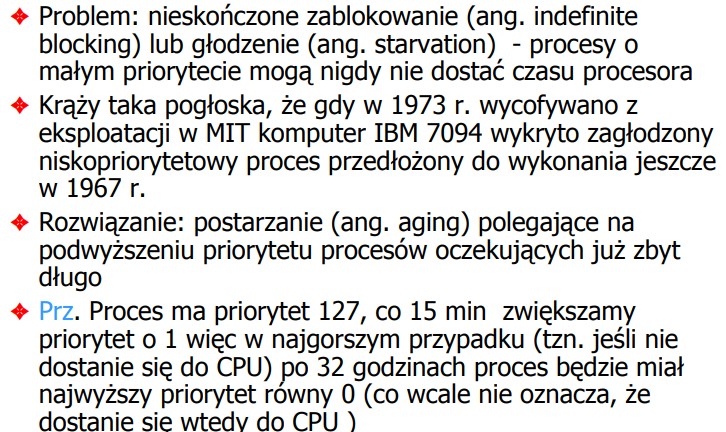 Problem: nieskończone zablokowanie (ang. indefinite
blocking) lub głodzenie (ang. starvation) - procesy o
małym priorytecie mogą nigdy nie dostać czasu procesora
Krąży taka pogłoska, że gdy w 1973 r. wycofywano z
eksploatacji w MIT komputer IBM 7094 wykryto zagłodzony
niskopriorytetowy proces przedłożony do wykonania jeszcze
w 1967 r.
Rozwiązanie: postarzanie (ang. aging) polegające na
podwyższeniu priorytetu procesów oczekujących już zbyt
długo
Prz. Proces ma priorytet 127, co 15 min zwiększamy
priorytet o 1 więc w najgorszym przypadku (tzn. jeśli nie
dostanie się do CPU) po 32 godzinach proces będzie miał
najwyższy priorytet równy 0 (co wcale nie oznacza, że
dostanie się wtedy do CPU )